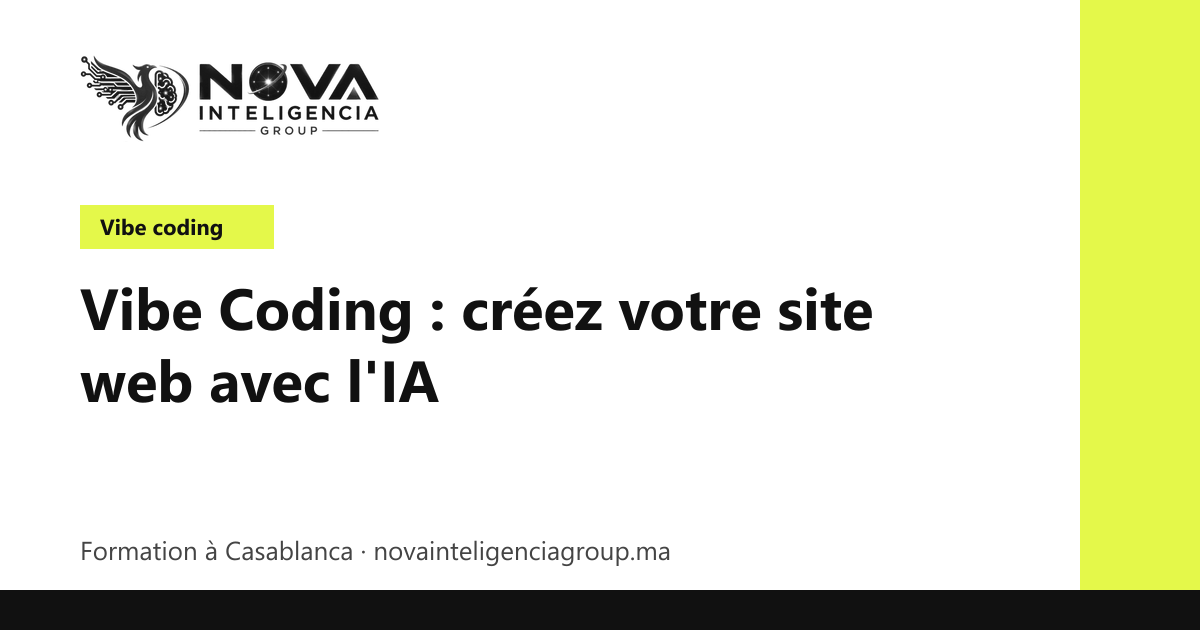 NOVA
INTELIGENCIA
GROUP
Vibe coding
Vibe Coding : créez votre site
web avec l'IA
Formation à Casablanca · novainteligenciagroup.ma